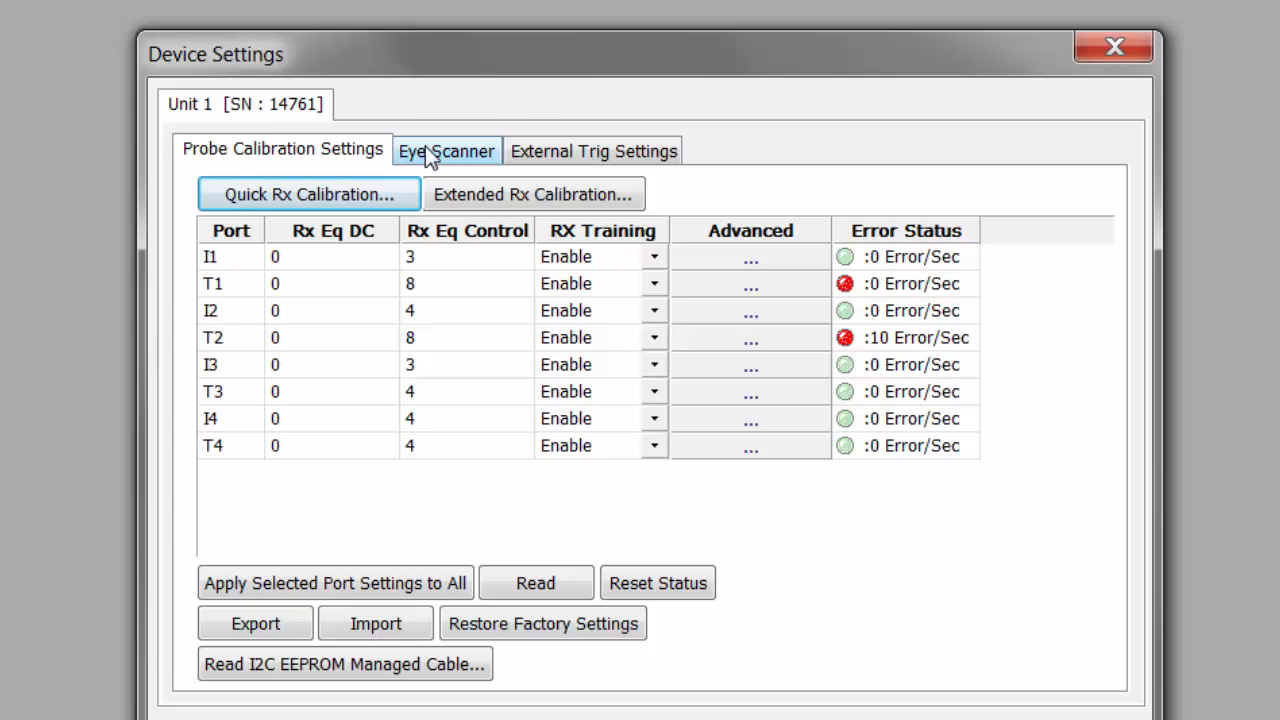 Device Settings
X
Unit 1 [SN : 14761]
Probe Calibration Settings Eye Scanner External Trig Settings
Quick Rx Calibration... Extended Rx Calibration...
Port Rx Eq DC Rx Eq Control RX Training Advanced Error Status
I1 0 3 Enable ... :0 Error/Sec
T1 0 8 Enable ... :0 Error/Sec
I2 0 4 Enable ... :0 Error/Sec
T2 0 8 Enable ... :10 Error/Sec
I3 0 3 Enable ... :0 Error/Sec
T3 0 4 Enable ... :0 Error/Sec
I4 0 4 Enable ... :0 Error/Sec
T4 0 4 Enable ... :0 Error/Sec
Apply Selected Port Settings to All Read Reset Status
Export Import Restore Factory Settings
Read I2C EEPROM Managed Cable...